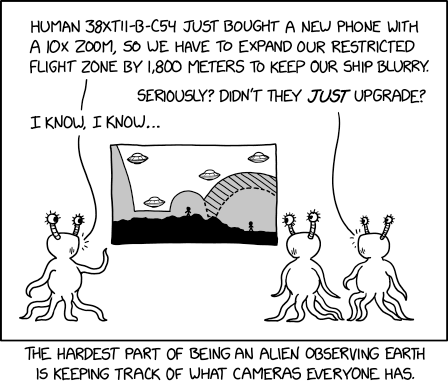 HUMAN 38XT11-B-C54 JUST BOUGHT A NEW PHONE WITH
A 10X ZOOM, SO WE HAVE TO EXPAND OUR RESTRICTED
FLIGHT ZONE BY 1,800 METERS TO KEEP OUR SHIP BLURRY.
SERIOUSLY? DIDN'T THEY JUST UPGRADE?
I KNOW, I KNOW...
THE HARDEST PART OF BEING AN ALIEN OBSERVING EARTH
IS KEEPING TRACK OF WHAT CAMERAS EVERYONE HAS.